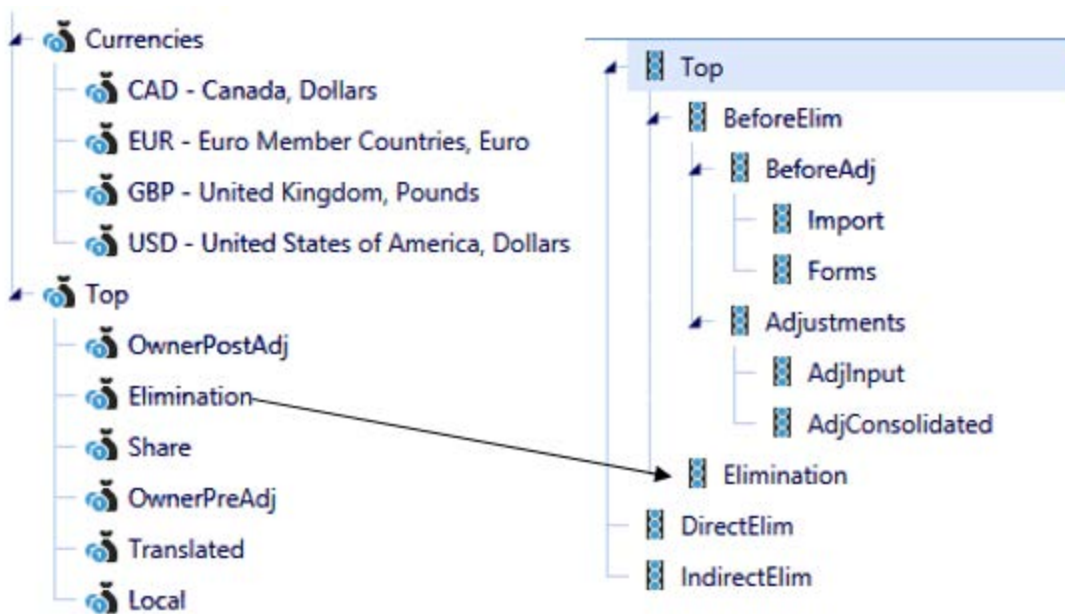 Currencies
CAD - Canada, Dollars
EUR - Euro Member Countries, Euro
GBP - United Kingdom, Pounds
USD - United States of America, Dollars
Top
OwnerPostAdj
Elimination
Share
OwnerPreAdj
Translated
Local
Top
BeforeElim
BeforeAdj
Import
Forms
Adjustments
AdjInput
AdjConsolidated
Elimination
DirectElim
IndirectElim